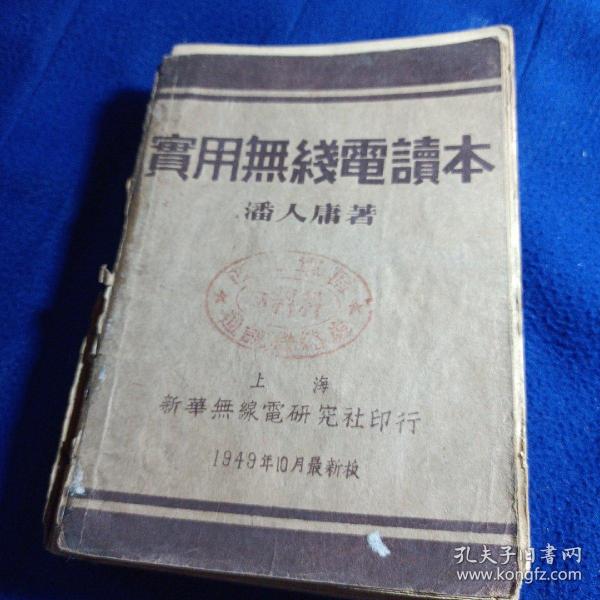 實用無綫電讀本
潘人庸著
上海
新華無線電研究社印行
1949年10月最新版
孔夫子旧书网
www.kongfz.com